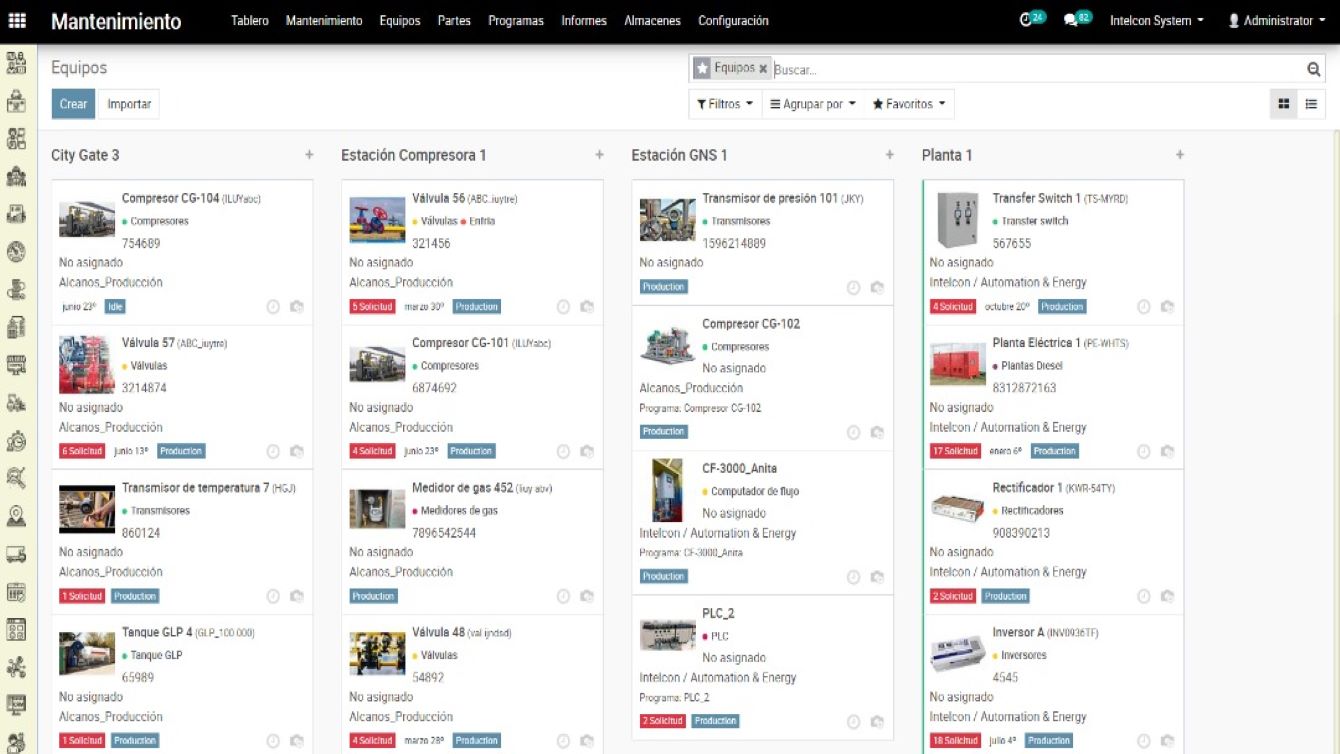 Mantenimiento Tablero Mantenimiento Equipos Partes Programas Informes Almacenes Configuración 24 82 Intelcon System Administrator
Equipos
Equipos × Buscar...
Crear Importar
Filtros Agrupar por Favoritos
City Gate 3 +
Compresor CG-104 (ILUYabc)
Compresores
754689
No asignado
Alcanos_Producción
junio 23º Idle
Válvula 57 (ABC_iuytre)
Válvulas
3214874
No asignado
Alcanos_Producción
6 Solicitud junio 13º Production
Transmisor de temperatura 7 (HGJ)
Transmisores
860124
No asignado
Alcanos_Producción
1 Solicitud Production
Tanque GLP 4 (GLP_100.000)
Tanque GLP
65989
No asignado
Alcanos_Producción
1 Solicitud Production
Estación Compresora 1 +
Válvula 56 (ABC_iuytre)
Válvulas Enfria
321456
No asignado
Alcanos_Producción
5 Solicitud marzo 30º Production
Compresor CG-101 (ILUYabc)
Compresores
6874692
No asignado
Alcanos_Producción
4 Solicitud junio 23º Production
Medidor de gas 452 (liuy abv)
Medidores de gas
7896542544
No asignado
Alcanos_Producción
Production
Válvula 48 (val ijndsd)
Válvulas
54892
No asignado
Alcanos_Producción
4 Solicitud marzo 28º Production
Estación GNS 1 +
Transmisor de presión 101 (JKY)
Transmisores
1596214889
No asignado
Production
Compresor CG-102
Compresores
No asignado
Alcanos_Producción
Programa: Compresor CG-102
Production
CF-3000_Anita
Computador de flujo
No asignado
Intelcon / Automation & Energy
Programa: CF-3000_Anita
Production
PLC_2
PLC
No asignado
Intelcon / Automation & Energy
Programa: PLC_2
2 Solicitud Production
Planta 1 +
Transfer Switch 1 (TS-MYRD)
Transfer switch
567655
No asignado
Intelcon / Automation & Energy
4 Solicitud octubre 20º Production
Planta Eléctrica 1 (PE-WHTS)
Plantas Diesel
8312872163
No asignado
Intelcon / Automation & Energy
17 Solicitud enero 6º Production
Rectificador 1 (KWR-54TY)
Rectificadores
908390213
No asignado
Intelcon / Automation & Energy
2 Solicitud Production
Inversor A (INV0936TF)
Inversores
4545
No asignado
Intelcon / Automation & Energy
18 Solicitud julio 4º Production